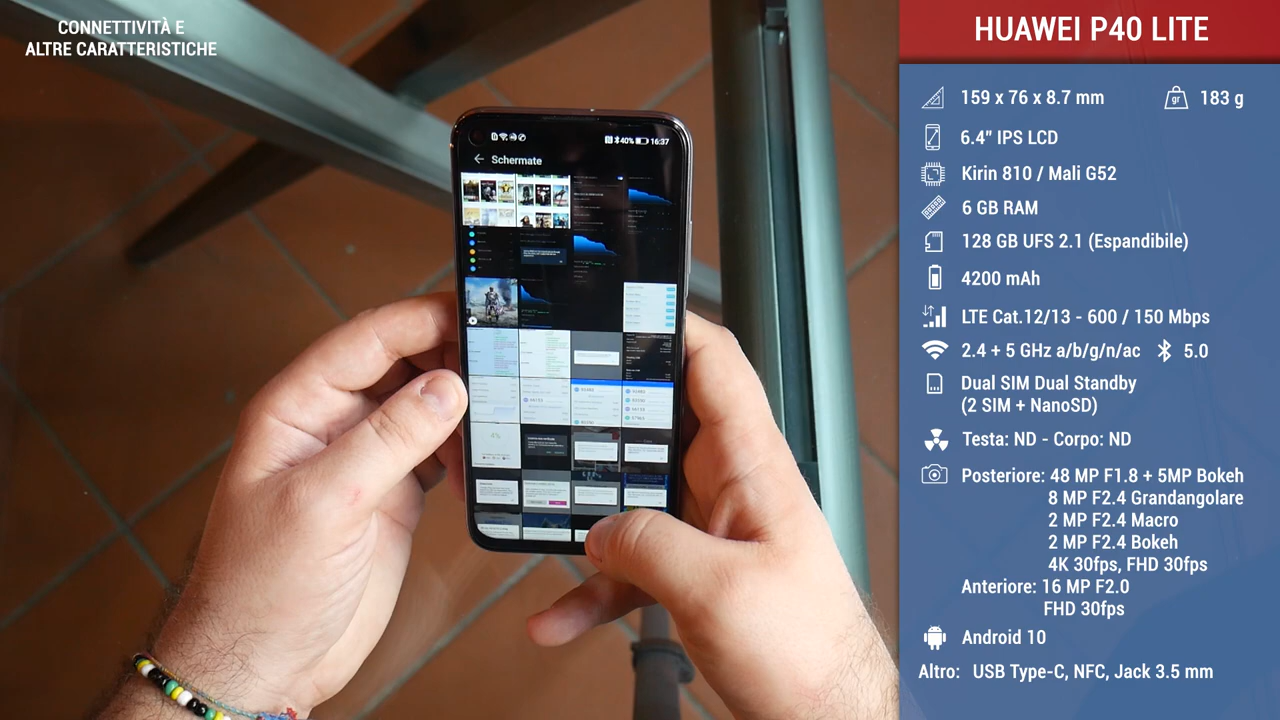 CONNETTIVITÀ E
ALTRE CARATTERISTICHE
40% 16:37
Schermate
HUAWEI P40 LITE
159 x 76 x 8.7 mm
gr 183 g
6.4" IPS LCD
Kirin 810 / Mali G52
6 GB RAM
128 GB UFS 2.1 (Espandibile)
4200 mAh
LTE Cat.12/13 - 600 / 150 Mbps
2.4 + 5 GHz a/b/g/n/ac 5.0
Dual SIM Dual Standby
(2 SIM + NanoSD)
Testa: ND - Corpo: ND
Posteriore: 48 MP F1.8 + 5MP Bokeh
8 MP F2.4 Grandangolare
2 MP F2.4 Macro
2 MP F2.4 Bokeh
4K 30fps, FHD 30fps
Anteriore: 16 MP F2.0
FHD 30fps
Android 10
Altro: USB Type-C, NFC, Jack 3.5 mm